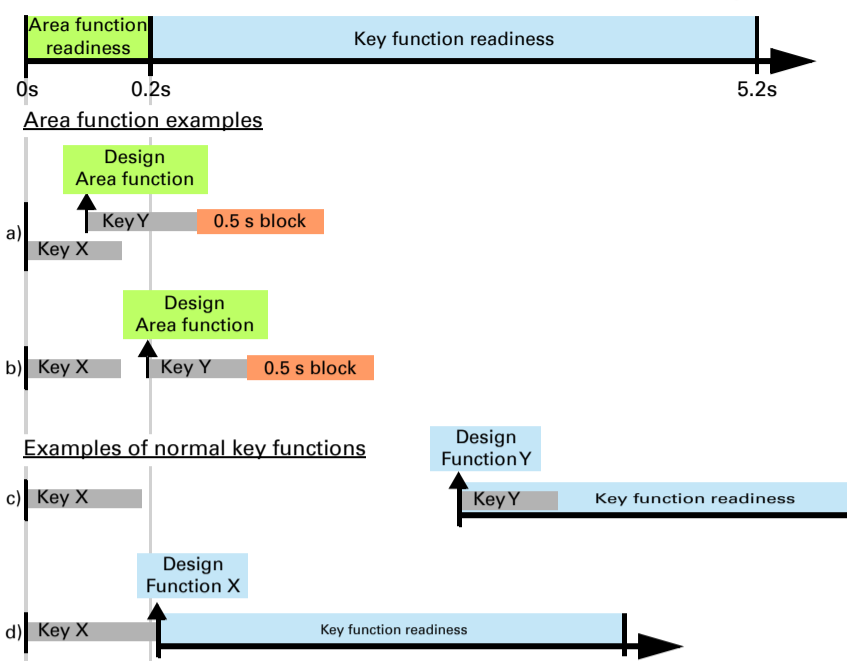 Area function
readiness
Key function readiness
0s
0.2s
5.2s
Area function examples
Design
Area function
a)
Key Y
0.5 s block
Key X
Design
Area function
b)
Key X
Key Y
0.5 s block
Examples of normal key functions
Design
Function Y
c)
Key X
Key Y
Key function readiness
Design
Function X
d)
Key X
Key function readiness